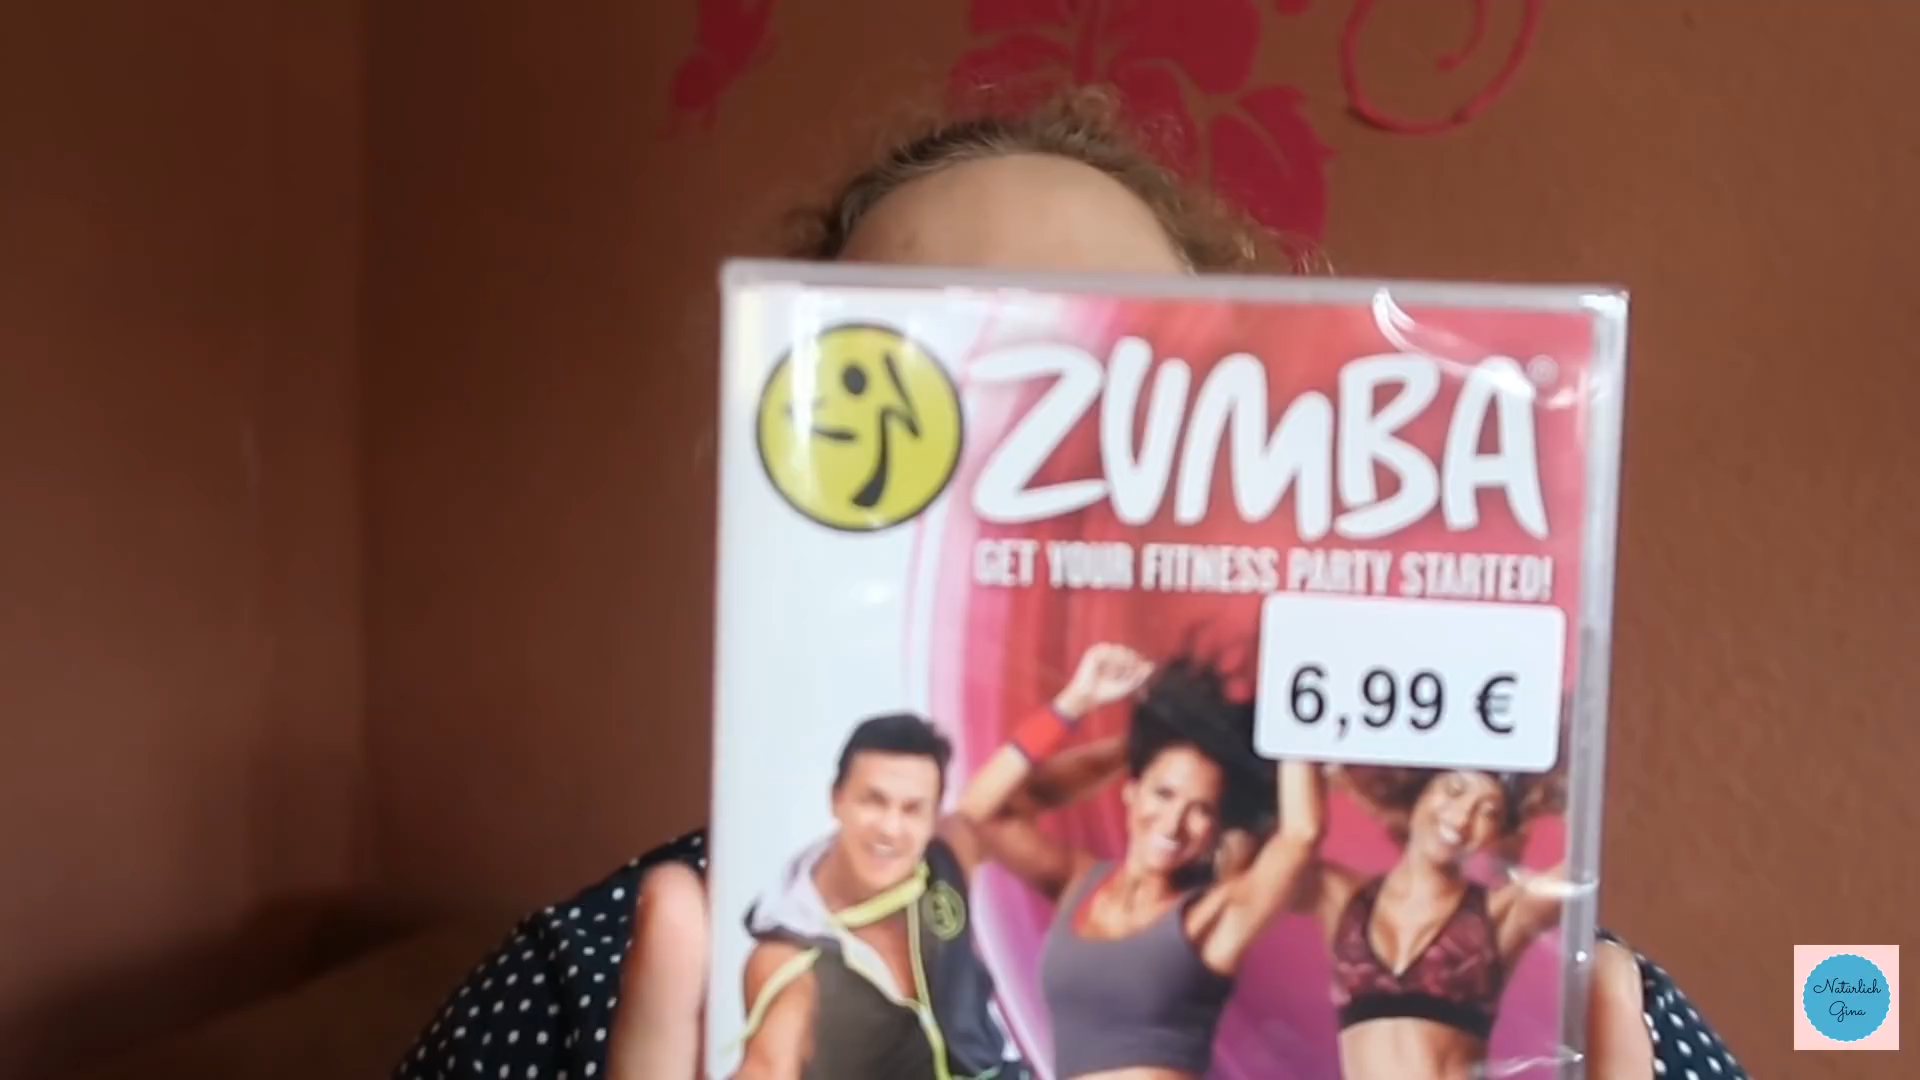 ZUMBA
GET YOUR FITNESS PARTY STARTED!
6,99 €
Natürlich
Gina